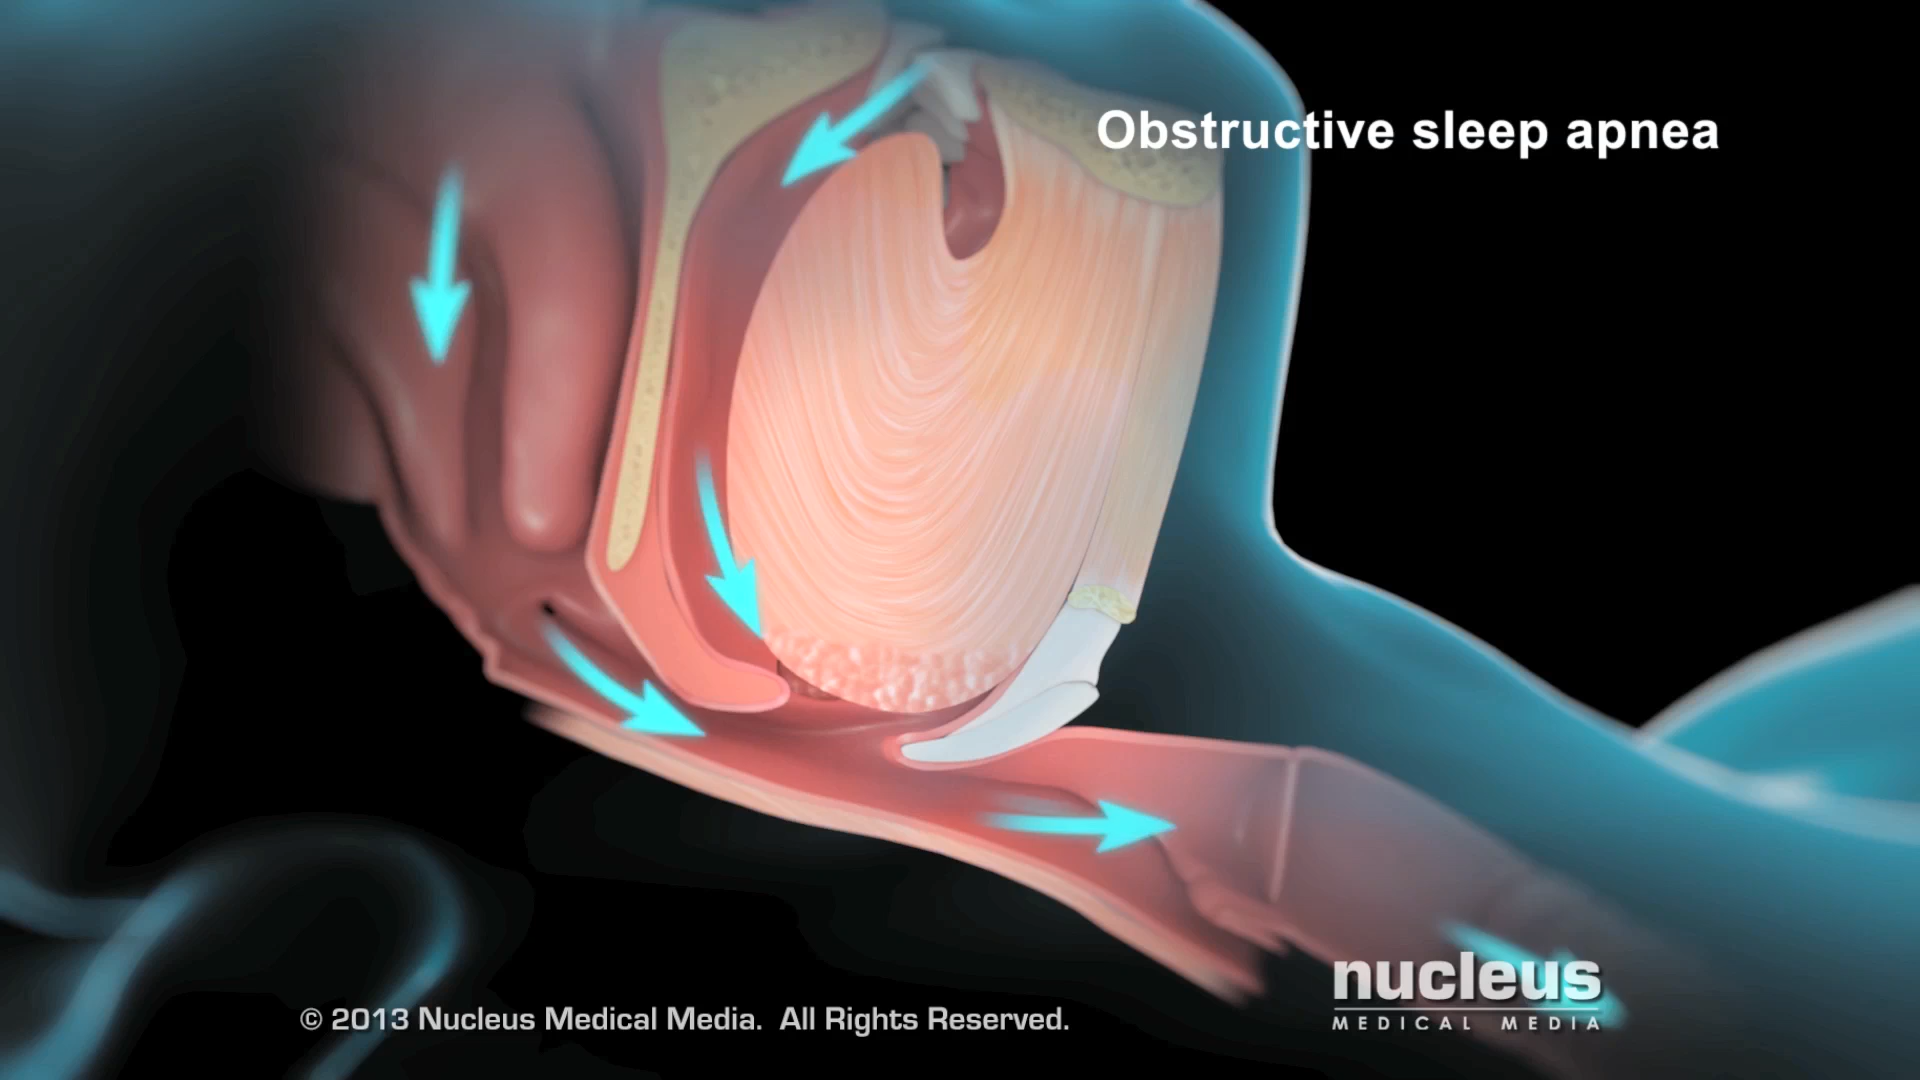 Obstructive sleep apnea
nucleus
MEDICAL MEDIA
© 2013 Nucleus Medical Media. All Rights Reserved.